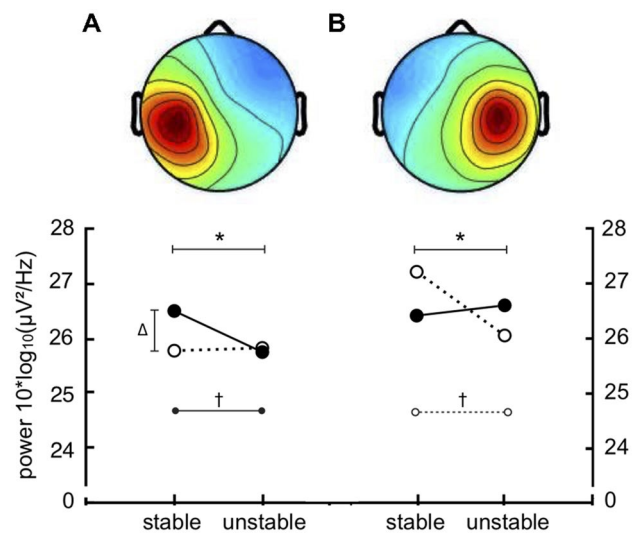 A B
28 28
* *
27 27
Δ
26 26
25 25
† †
24 24
0 0
power 10*log10(µV²/Hz)
stable unstable stable unstable